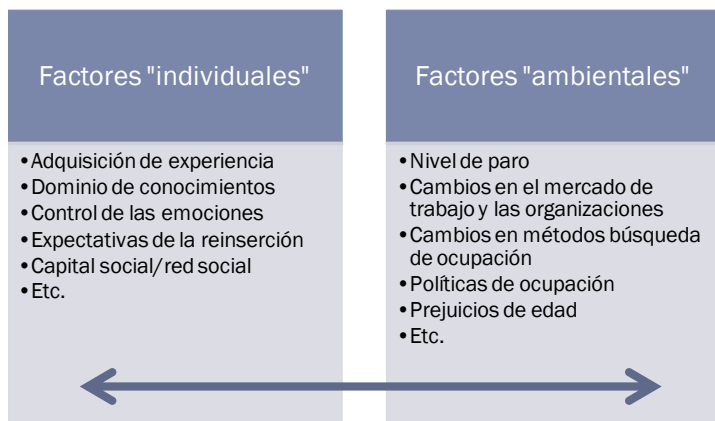 Factores "individuales"
•Adquisición de experiencia
•Dominio de conocimientos
•Control de las emociones
•Expectativas de la reinserción
•Capital social/red social
•Etc.
Factores "ambientales"
•Nivel de paro
•Cambios en el mercado de
trabajo y las organizaciones
•Cambios en métodos búsqueda
de ocupación
•Políticas de ocupación
•Prejuicios de edad
•Etc.